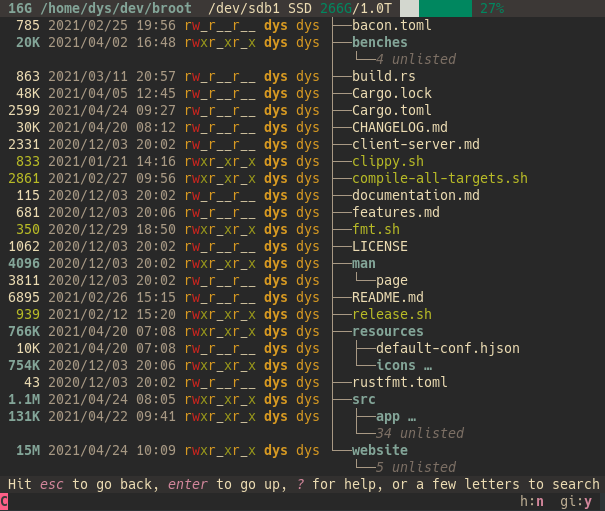 16G /home/dys/dev/broot  /dev/sdb1 SSD 266G/1.0T 27%
785 2021/02/25 19:56 rw_r__r__ dys dys ├──bacon.toml
20K 2021/04/02 16:48 rwxr_xr_x dys dys ├──benches
│  └──4 unlisted
863 2021/03/11 20:57 rw_r__r__ dys dys ├──build.rs
48K 2021/04/05 12:45 rw_r__r__ dys dys ├──Cargo.lock
2599 2021/04/24 09:27 rw_r__r__ dys dys ├──Cargo.toml
30K 2021/04/20 08:12 rw_r__r__ dys dys ├──CHANGELOG.md
2331 2020/12/03 20:02 rw_r__r__ dys dys ├──client-server.md
833 2021/01/21 14:16 rwxr_xr_x dys dys ├──clippy.sh
2861 2021/02/27 09:56 rwxr_xr_x dys dys ├──compile-all-targets.sh
115 2020/12/03 20:02 rw_r__r__ dys dys ├──documentation.md
681 2020/12/03 20:06 rw_r__r__ dys dys ├──features.md
350 2020/12/29 18:50 rwxr_xr_x dys dys ├──fmt.sh
1062 2020/12/03 20:02 rw_r__r__ dys dys ├──LICENSE
4096 2020/12/03 20:02 rwxr_xr_x dys dys ├──man
3811 2020/12/03 20:02 rw_r__r__ dys dys │  └──page
6895 2021/02/26 15:15 rw_r__r__ dys dys ├──README.md
939 2021/02/12 15:20 rwxr_xr_x dys dys ├──release.sh
766K 2021/04/20 07:08 rwxr_xr_x dys dys ├──resources
10K 2021/04/20 07:08 rw_r__r__ dys dys │  ├──default-conf.hjson
754K 2020/12/03 20:06 rwxr_xr_x dys dys │  └──icons …
43 2020/12/03 20:02 rw_r__r__ dys dys ├──rustfmt.toml
1.1M 2021/04/24 08:05 rwxr_xr_x dys dys ├──src
131K 2021/04/22 09:41 rwxr_xr_x dys dys │  ├──app …
│  └──34 unlisted
15M 2021/04/24 10:09 rwxr_xr_x dys dys └──website
└──5 unlisted
Hit esc to go back, enter to go up, ? for help, or a few letters to search
C h:n  gi:y